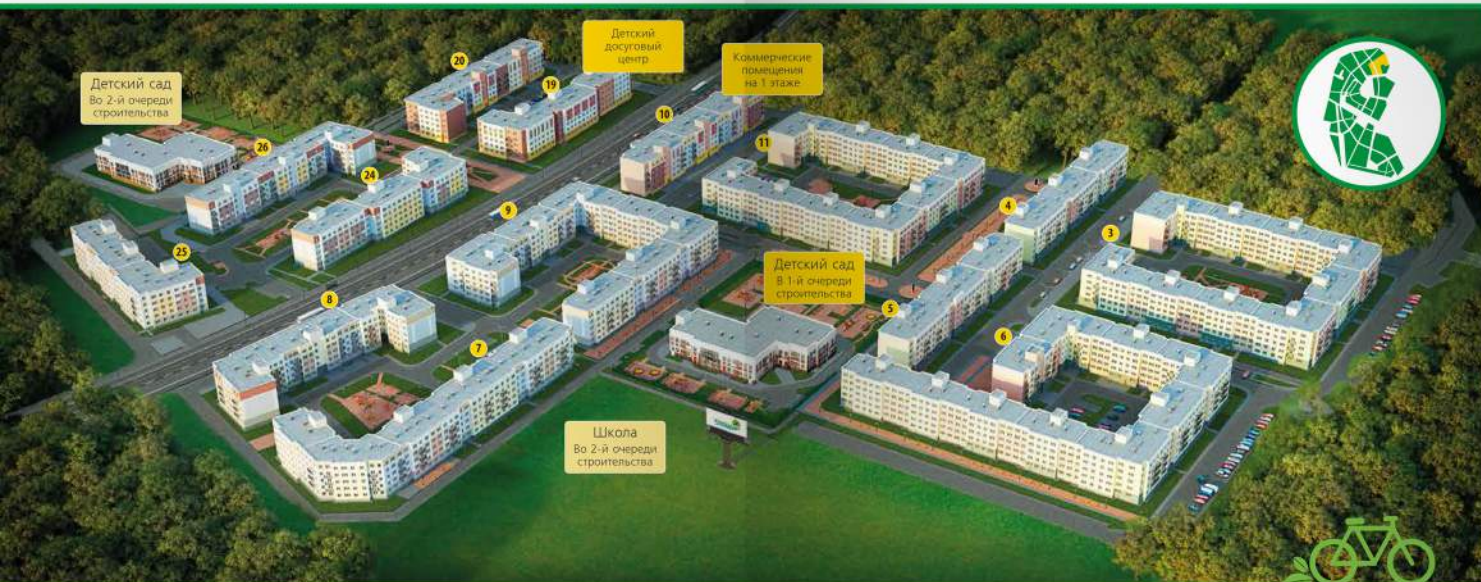 Детский сад
Во 2-й очереди
строительства
Детский
досуговый
центр
Коммерческие
помещения
на 1 этаже
20
19
10
26
11
24
9
4
3
25
Детский сад
В 1-й очереди
строительства
8
5
7
6
Школа
Во 2-й очереди
строительства